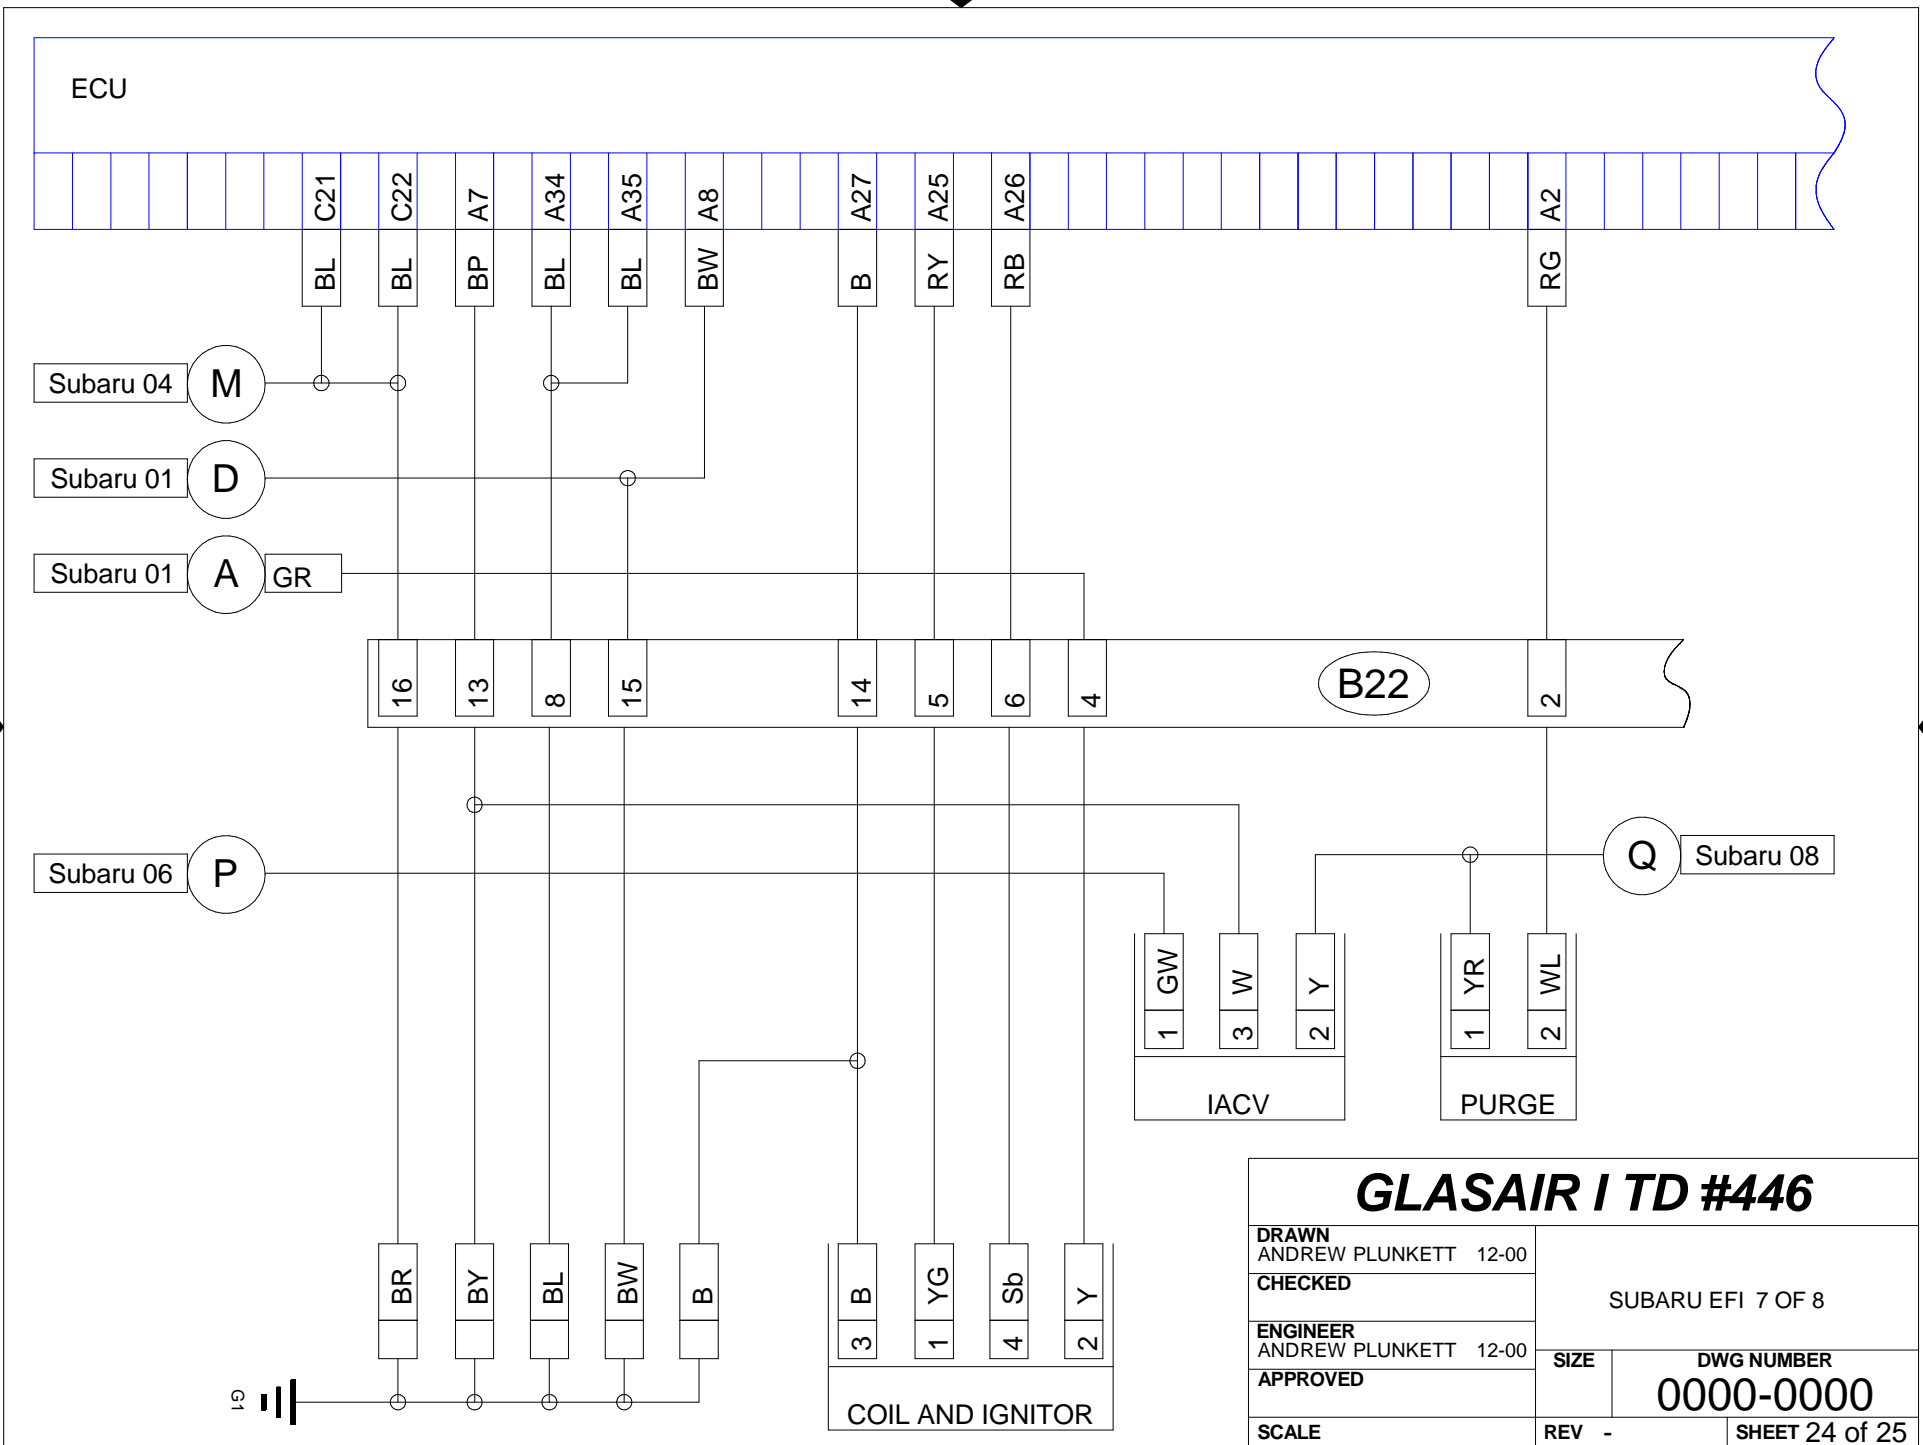 ECU
C21 C22 A7 A34 A35 A8 A27 A25 A26 A2
BL BL BP BL BL BW B RY RB RG
Subaru 04 M
Subaru 01 D
Subaru 01 A GR
16 13 8 15 14 5 6 4 B22 2
Subaru 06 P
Q Subaru 08
GW W Y YR WL
1 3 2 1 2
IACV PURGE
BR BY BL BW B B YG Sb Y
3 1 4 2
G1
COIL AND IGNITOR
GLASAIR I TD #446
DRAWN
ANDREW PLUNKETT 12-00
CHECKED
SUBARU EFI 7 OF 8
ENGINEER
ANDREW PLUNKETT 12-00
APPROVED
SIZE
DWG NUMBER
0000-0000
SCALE
REV -
SHEET 24 of 25